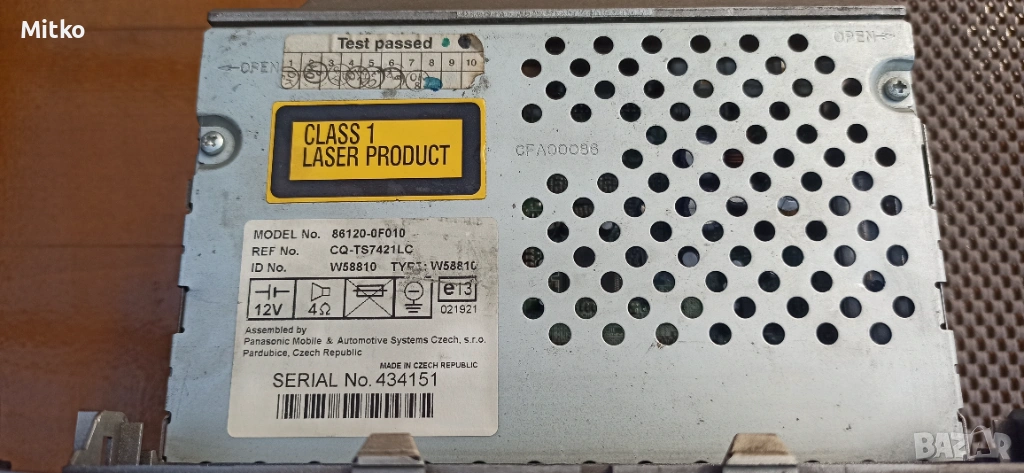 Mitko
Test passed
OPEN
OPEN
1 2 3 4 5 6 7 8 9 10
CLASS 1
LASER PRODUCT
CFA00086
MODEL No. 86120-0F010
REF No. CQ-TS7421LC
ID No. W58810 TYPE: W58810
12V
4Ω
e13
021921
Assembled by
Panasonic Mobile & Automotive Systems Czech, s.r.o.
Pardubice, Czech Republic
MADE IN CZECH REPUBLIC
SERIAL No. 434151
BAZAR